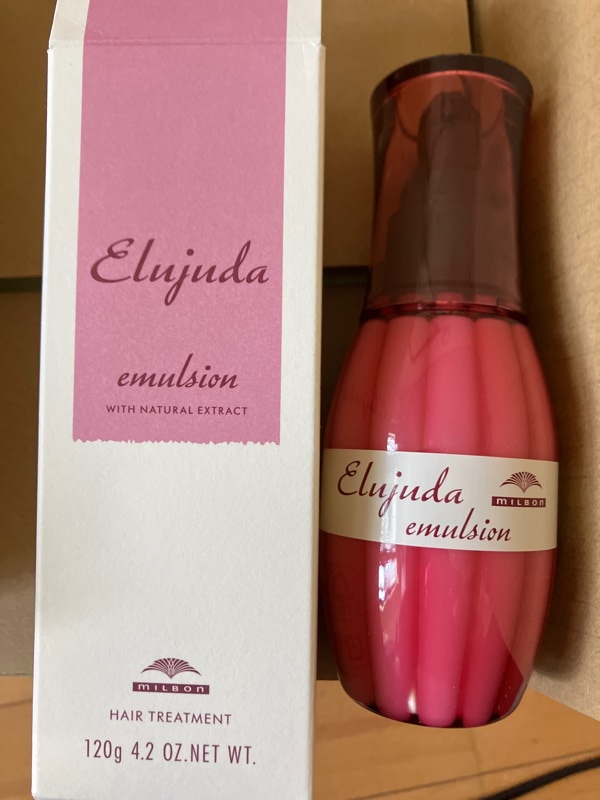 Elujuda
emulsion
WITH NATURAL EXTRACT
MILBON
HAIR TREATMENT
120g 4.2 OZ.NET WT.
Elujuda
MILBON
emulsion